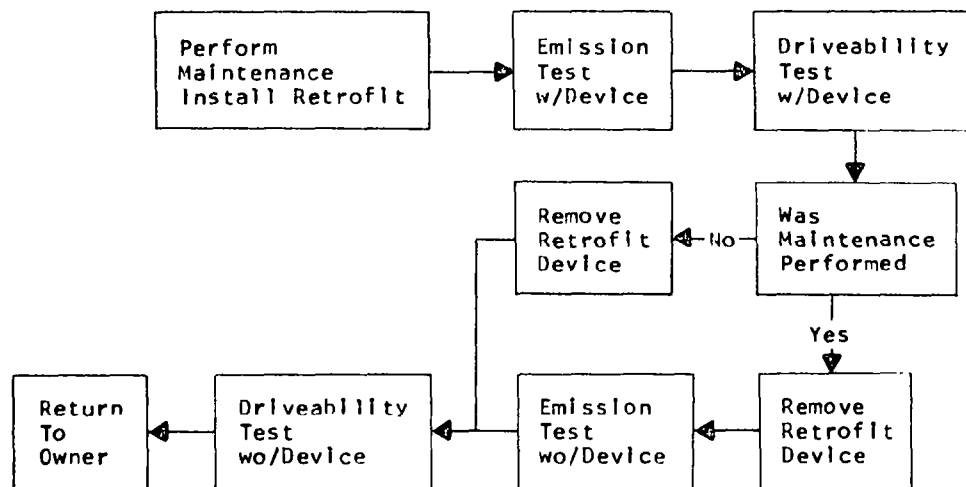 Perform
Maintenance
Install Retrofit
Emission
Test
w/Device
Driveability
Test
w/Device
Remove
Retrofit
Device
No
Was
Maintenance
Performed
Yes
Return
To
Owner
Driveability
Test
wo/Device
Emission
Test
wo/Device
Remove
Retrofit
Device